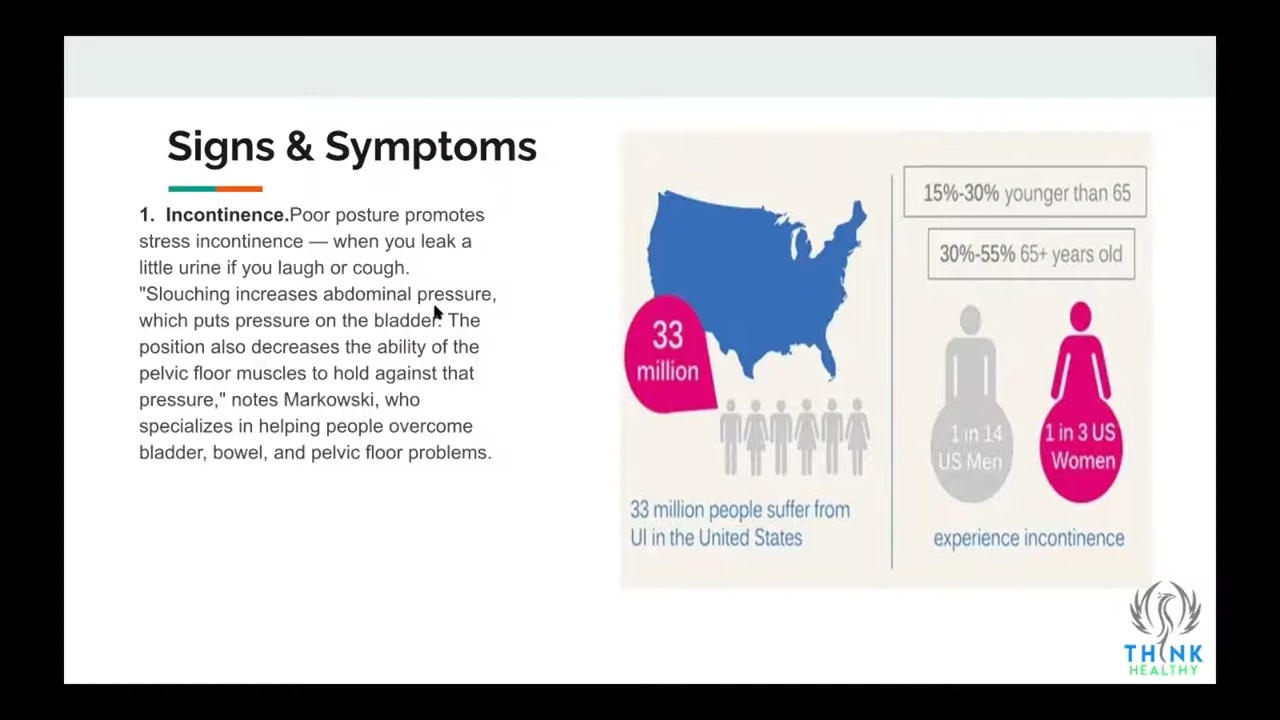 Signs & Symptoms
1. Incontinence.Poor posture promotes
stress incontinence — when you leak a
little urine if you laugh or cough.
"Slouching increases abdominal pressure,
which puts pressure on the bladder. The
position also decreases the ability of the
pelvic floor muscles to hold against that
pressure," notes Markowski, who
specializes in helping people overcome
bladder, bowel, and pelvic floor problems.
33
million
33 million people suffer from
UI in the United States
15%-30% younger than 65
30%-55% 65+ years old
1 in 14
US Men
1 in 3 US
Women
experience incontinence
THINK
HEALTHY